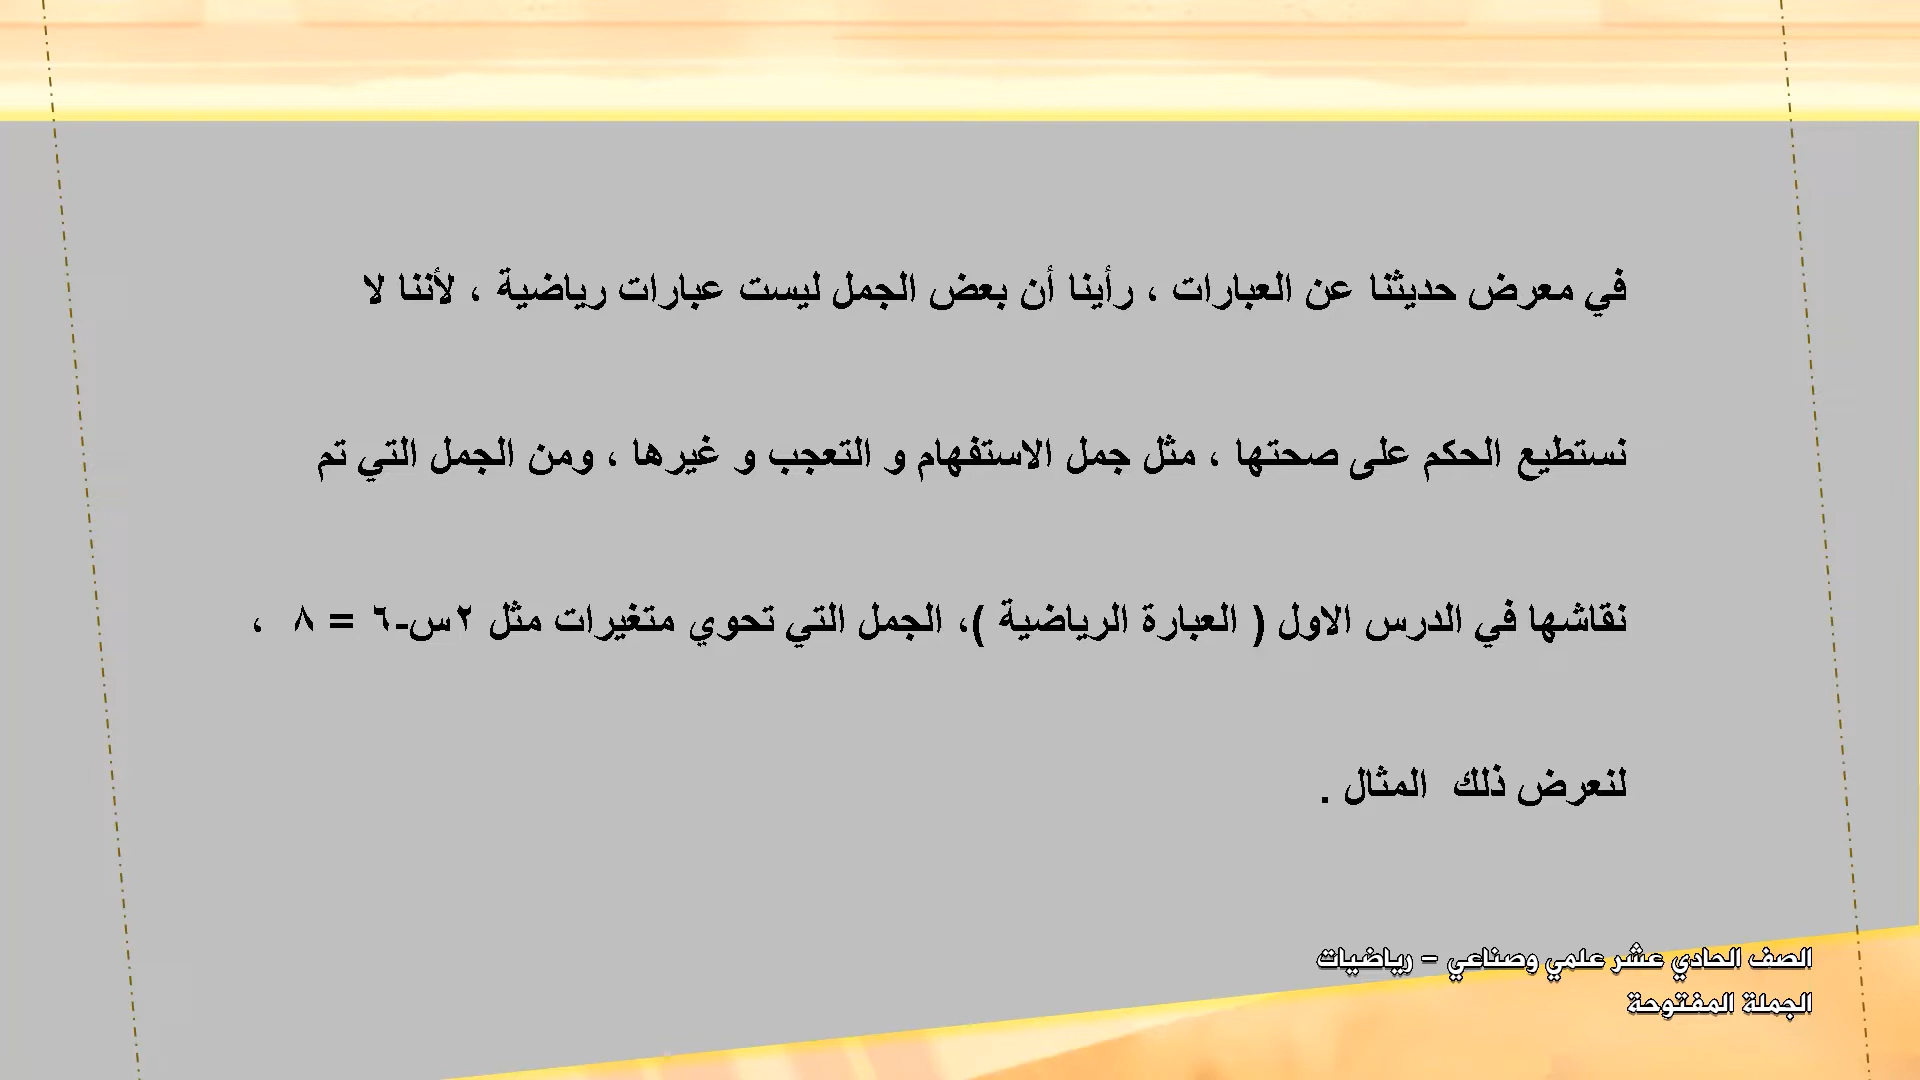 في معرض حديثنا عن العبارات ، رأينا أن بعض الجمل ليست عبارات رياضية ، لأننا لا
نستطيع الحكم على صحتها ، مثل جمل الاستفهام و التعجب و غيرها ، ومن الجمل التي تم
نقاشها في الدرس الاول ( العبارة الرياضية )، الجمل التي تحوي متغيرات مثل ٢س-٦ = ٨ ،
لنعرض ذلك المثال .
الصف الحادي عشر علمي وصناعي - رياضيات
الجملة المفتوحة